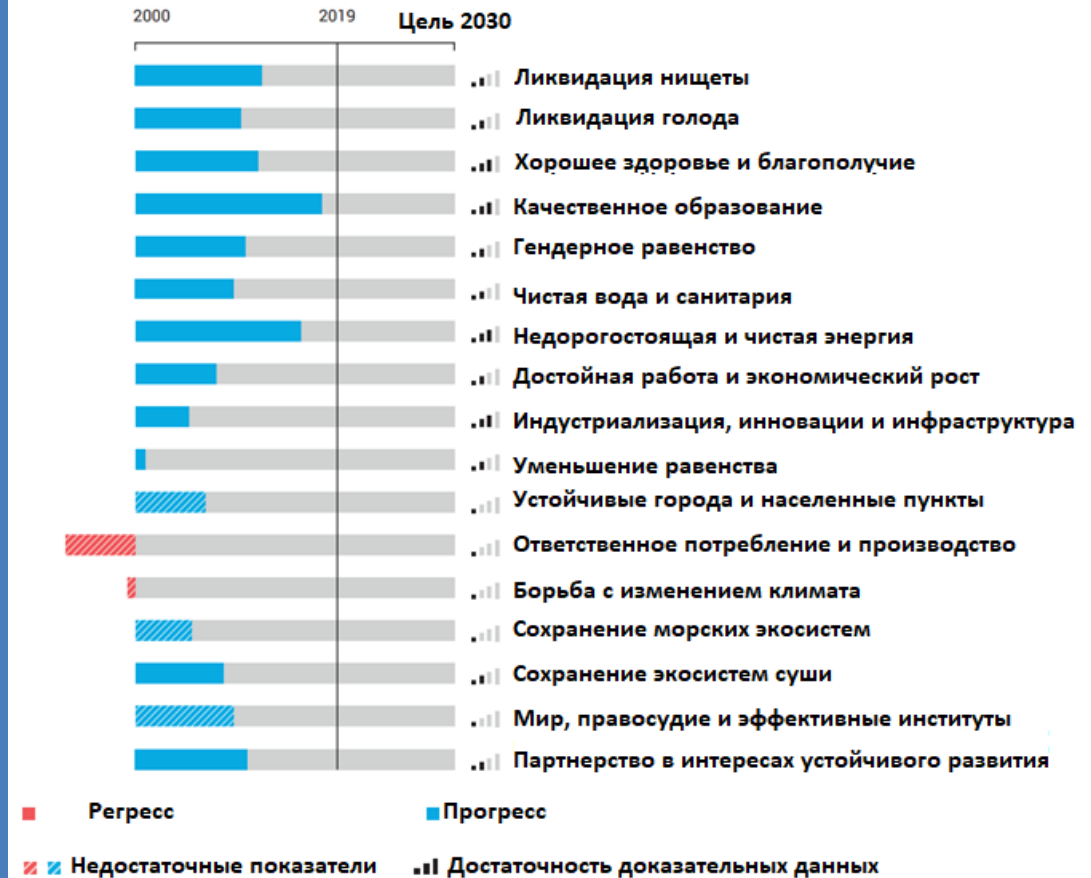 2000 2019 Цель 2030
Ликвидация нищеты
Ликвидация голода
Хорошее здоровье и благополучие
Качественное образование
Гендерное равенство
Чистая вода и санитария
Недорогостоящая и чистая энергия
Достойная работа и экономический рост
Индустриализация, инновации и инфраструктура
Уменьшение равенства
Устойчивые города и населенные пункты
Ответственное потребление и производство
Борьба с изменением климата
Сохранение морских экосистем
Сохранение экосистем суши
Мир, правосудие и эффективные институты
Партнерство в интересах устойчивого развития
Регресс Прогресс
Недостаточные показатели Достаточность доказательных данных